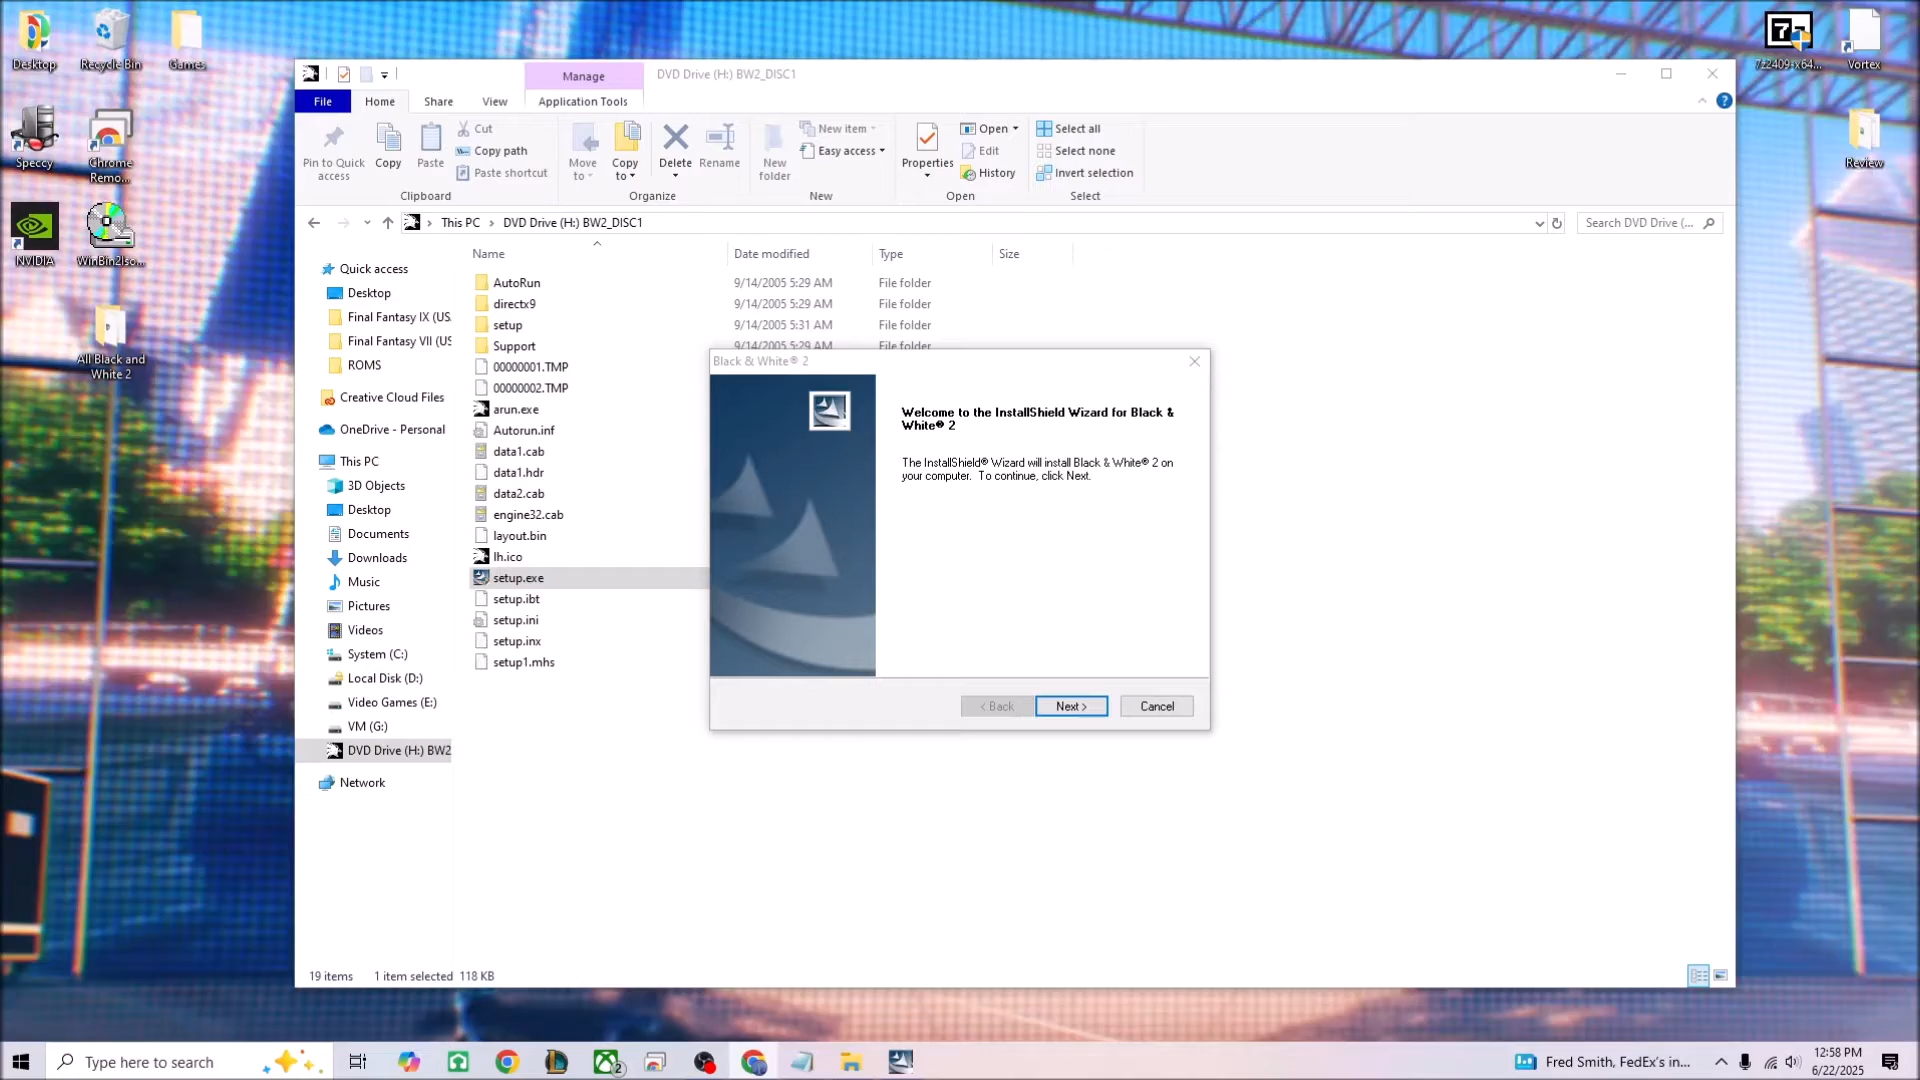 Desktop
Recycle Bin
Games
Speccy
Chrome
Remo...
NVIDIA
WinBin2Iso...
All Black and
White 2
7z2409-x64...
Vortex
Review
Manage
DVD Drive (H:) BW2_DISC1
File
Home
Share
View
Application Tools
Pin to Quick
access
Copy
Paste
Cut
Copy path
Paste shortcut
Clipboard
Move
to
Copy
to
Delete
Rename
Organize
New
folder
New item
Easy access
New
Properties
Open
Edit
History
Open
Select all
Select none
Invert selection
Select
This PC
DVD Drive (H:) BW2_DISC1
Search DVD Drive (...
Name
Date modified
Type
Size
Quick access
Desktop
Final Fantasy IX (US
Final Fantasy VII (US
ROMS
Creative Cloud Files
OneDrive - Personal
This PC
3D Objects
Desktop
Documents
Downloads
Music
Pictures
Videos
System (C:)
Local Disk (D:)
Video Games (E:)
VM (G:)
DVD Drive (H:) BW2
Network
AutoRun 9/14/2005 5:29 AM File folder
directx9 9/14/2005 5:29 AM File folder
setup 9/14/2005 5:31 AM File folder
Support 9/14/2005 5:29 AM File folder
00000001.TMP
00000002.TMP
arun.exe
Autorun.inf
data1.cab
data1.hdr
data2.cab
engine32.cab
layout.bin
lh.ico
setup.exe
setup.ibt
setup.ini
setup.inx
setup1.mhs
Black & White® 2
Welcome to the InstallShield Wizard for Black &
White® 2
The InstallShield® Wizard will install Black & White® 2 on
your computer. To continue, click Next.
< Back
Next >
Cancel
19 items
1 item selected 118 KB
Type here to search
2
Fred Smith, FedEx's in...
12:58 PM
6/22/2025